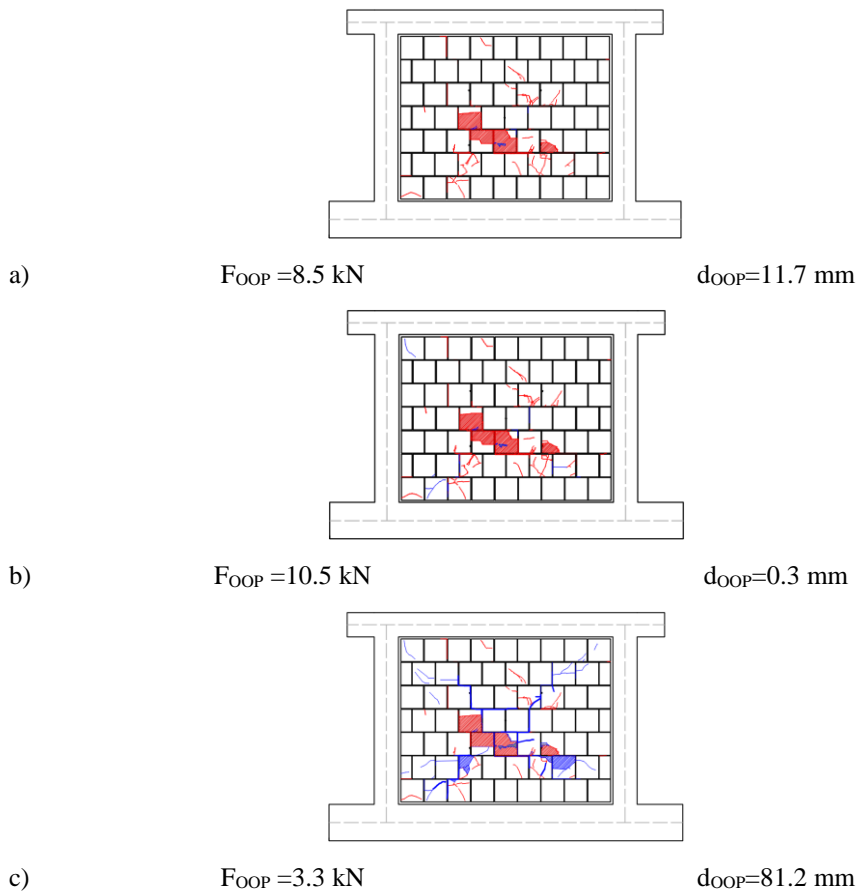 a) F_OOP =8.5 kN d_OOP=11.7 mm
b) F_OOP =10.5 kN d_OOP=0.3 mm
c) F_OOP =3.3 kN d_OOP=81.2 mm